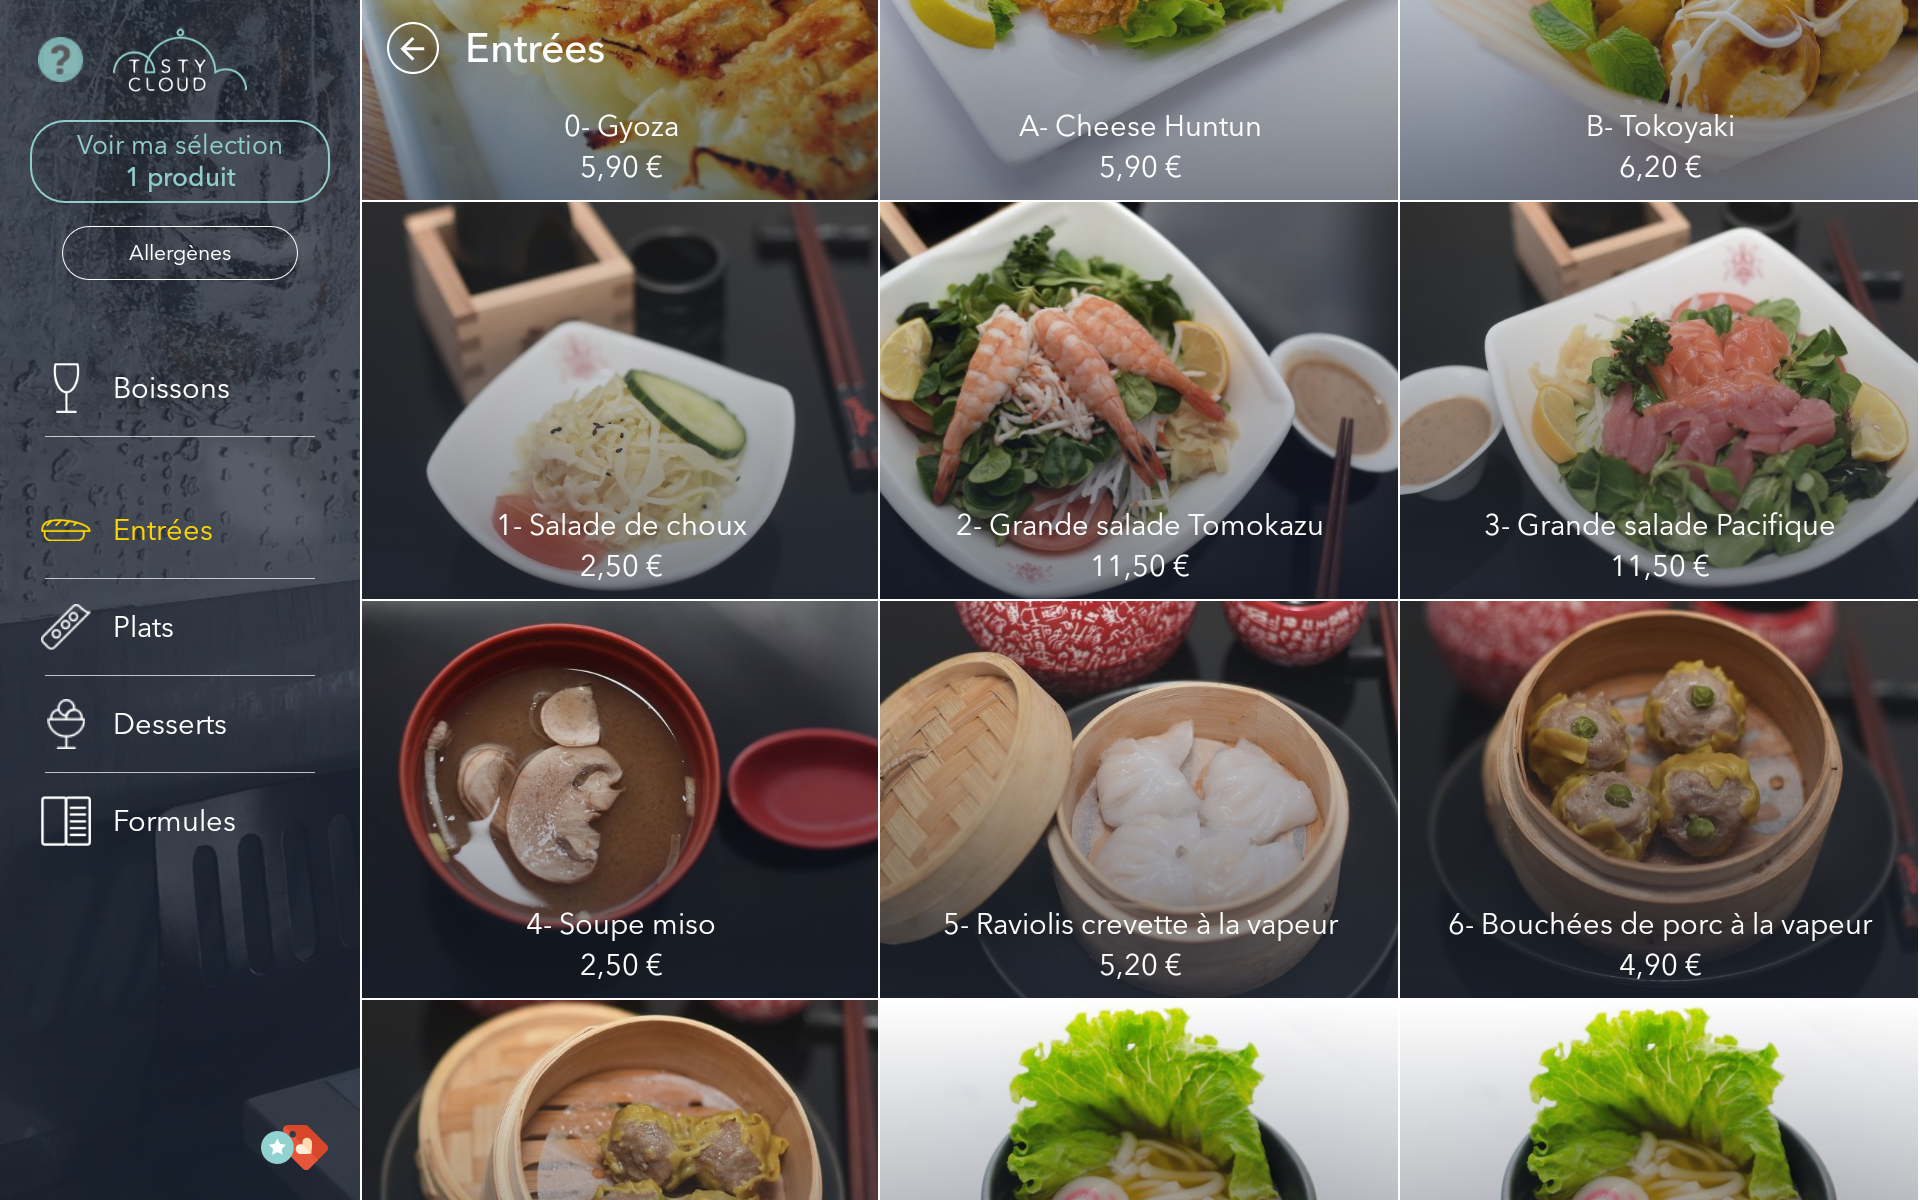 ?
TASTY
CLOUD
Voir ma sélection
1 produit
Allergènes
Boissons
Entrées
Plats
Desserts
Formules
Entrées
0- Gyoza
5,90 €
A- Cheese Huntun
5,90 €
B- Tokoyaki
6,20 €
1- Salade de choux
2,50 €
2- Grande salade Tomokazu
11,50 €
3- Grande salade Pacifique
11,50 €
4- Soupe miso
2,50 €
5- Raviolis crevette à la vapeur
5,20 €
6- Bouchées de porc à la vapeur
4,90 €